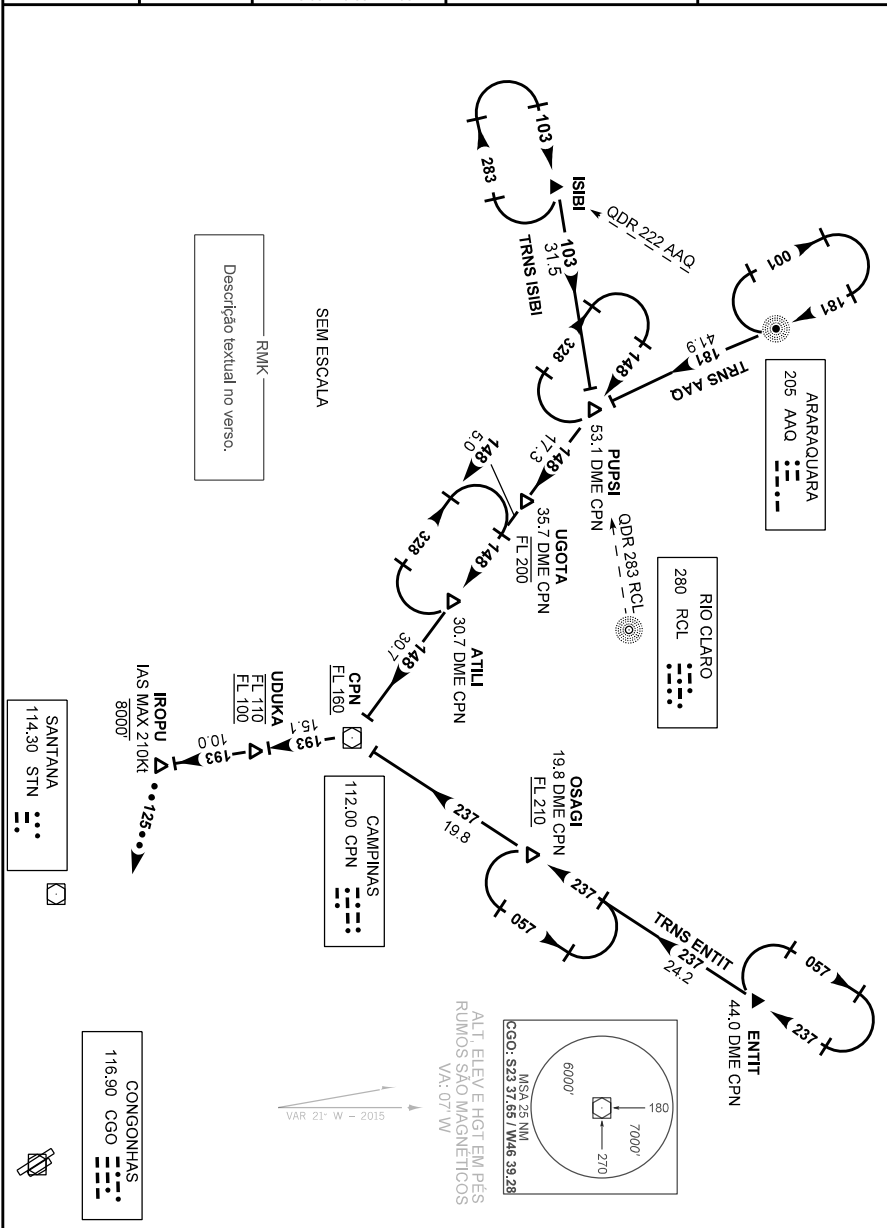 103
283
ISIBI
QDR 222 AAQ
103
31.5
TRNS ISIBI
001
181
181
41.9
TRNS AAQ
ARARAQUARA
205 AAQ
328
148
PUPSI
53.1 DME CPN
148
17.3
QDR 283 RCL
RIO CLARO
280 RCL
UGOTA
35.7 DME CPN
FL 200
148
5.0
328
148
ATILI
30.7 DME CPN
148
30.7
SEM ESCALA
RMK
Descrição textual no verso.
CPN
FL 160
193
15.1
UDUKA
FL 110
FL 100
193
10.0
IROPU
IAS MAX 210Kt
8000'
125
SANTANA
114.30 STN
CAMPINAS
112.00 CPN
OSAGI
19.8 DME CPN
FL 210
237
19.8
237
057
TRNS ENTIT
237
24.2
057
237
ENTIT
44.0 DME CPN
MSA 25 NM
CGO: S23 37.65 / W46 39.28
6000'
7000'
180
270
ALT, ELEV E HGT EM PÉS
RUMOS SÃO MAGNÉTICOS
VA: 07' W
VAR 21° W – 2015
CONGONHAS
116.90 CGO